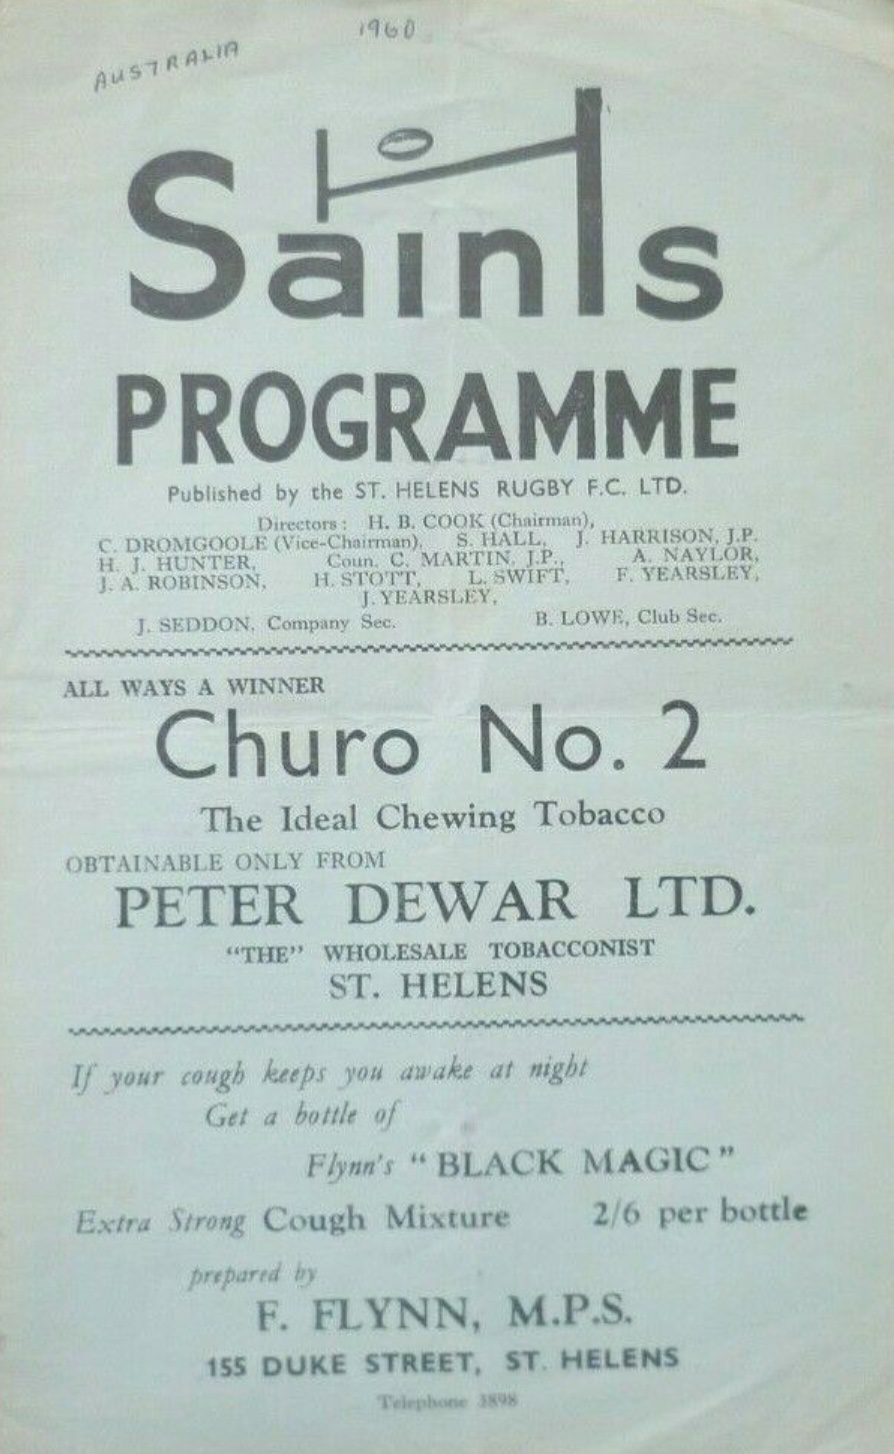 1960
AUSTRALIA
Saints
PROGRAMME
Published by the ST. HELENS RUGBY F.C. LTD.
Directors : H. B. COOK (Chairman),
C. DROMGOOLE (Vice-Chairman), S. HALL, J. HARRISON, J.P.
H. J. HUNTER, Coun. C. MARTIN, J.P., A. NAYLOR,
J. A. ROBINSON, H. STOTT, L. SWIFT, F. YEARSLEY,
J. YEARSLEY,
J. SEDDON, Company Sec. B. LOWE, Club Sec.
ALL WAYS A WINNER
Churo No. 2
The Ideal Chewing Tobacco
OBTAINABLE ONLY FROM
PETER DEWAR LTD.
"THE" WHOLESALE TOBACCONIST
ST. HELENS
If your cough keeps you awake at night
Get a bottle of
Flynn's "BLACK MAGIC"
Extra Strong Cough Mixture 2/6 per bottle
prepared by
F. FLYNN, M.P.S.
155 DUKE STREET, ST. HELENS
Telephone 3898